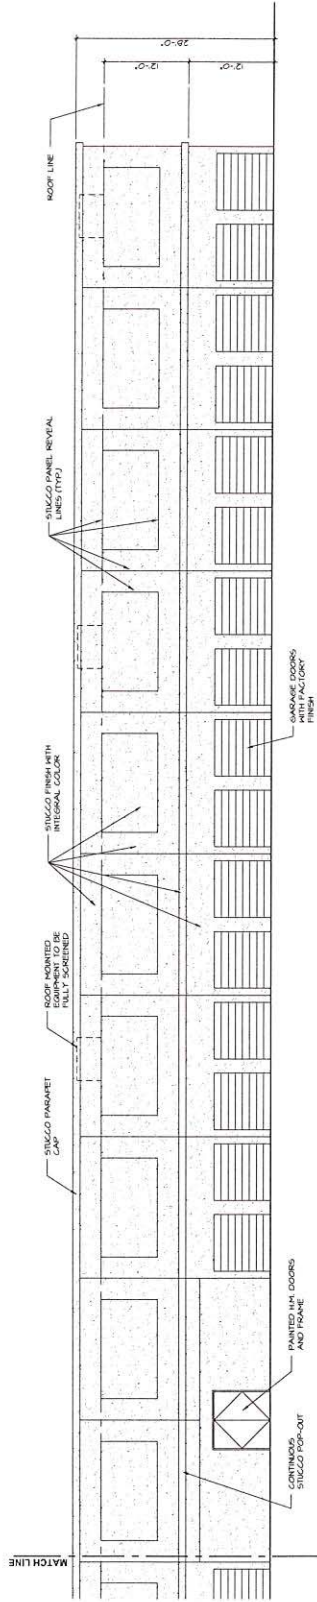 MATCH LINE
STUCCO PARAPET
CAP
ROOF MOUNTED
EQUIPMENT TO BE
FULLY SCREENED
STUCCO FINISH WITH
INTEGRAL COLOR
STUCCO PANEL REVEAL
LINES (TYP.)
ROOF LINE
28'-0"
12'-0"
12'-0"
CONTINUOUS
STUCCO POP-OUT
PAINTED H.M. DOORS
AND FRAME
GARAGE DOORS
WITH FACTORY
FINISH